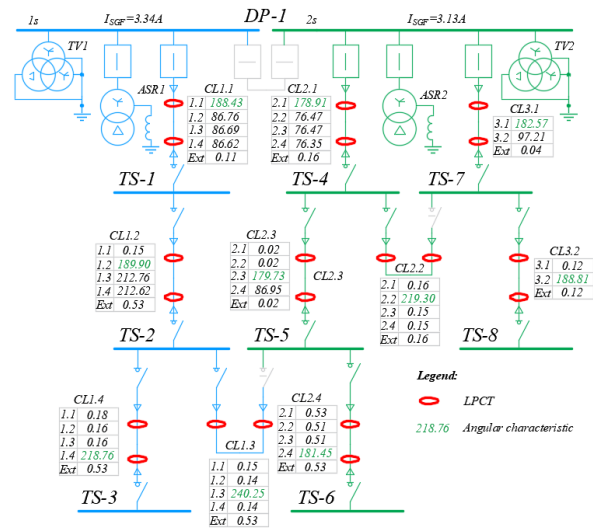 DP-1
1s
I_SGF=3.34A
2s
I_SGF=3.13A
TV1
TV2
ASR1
ASR2
CL1.1
1.1 188.43
1.2 86.76
1.3 86.69
1.4 86.62
Ext 0.11
CL2.1
2.1 178.91
2.2 76.47
2.3 76.47
2.4 76.35
Ext 0.16
CL3.1
3.1 182.57
3.2 97.21
Ext 0.04
TS-1
TS-4
TS-7
CL1.2
1.1 0.15
1.2 189.90
1.3 212.76
1.4 212.62
Ext 0.53
CL2.3
2.1 0.02
2.2 0.02
2.3 179.73
2.4 86.95
Ext 0.02
CL2.3
CL2.2
2.1 0.16
2.2 219.30
2.3 0.15
2.4 0.15
Ext 0.16
CL3.2
3.1 0.12
3.2 188.81
Ext 0.12
TS-2
TS-5
TS-8
CL1.4
1.1 0.18
1.2 0.16
1.3 0.16
1.4 218.76
Ext 0.53
CL1.3
1.1 0.15
1.2 0.14
1.3 240.25
1.4 0.14
Ext 0.53
CL2.4
2.1 0.53
2.2 0.51
2.3 0.51
2.4 181.45
Ext 0.53
Legend:
LPCT
218.76 Angular characteristic
TS-3
TS-6